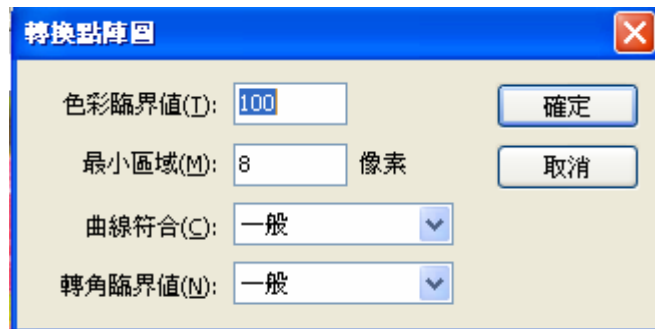 轉換點陣圖
色彩臨界值(T): 100 確定
最小區域(M): 8 像素 取消
曲線符合(C): 一般
轉角臨界值(N): 一般